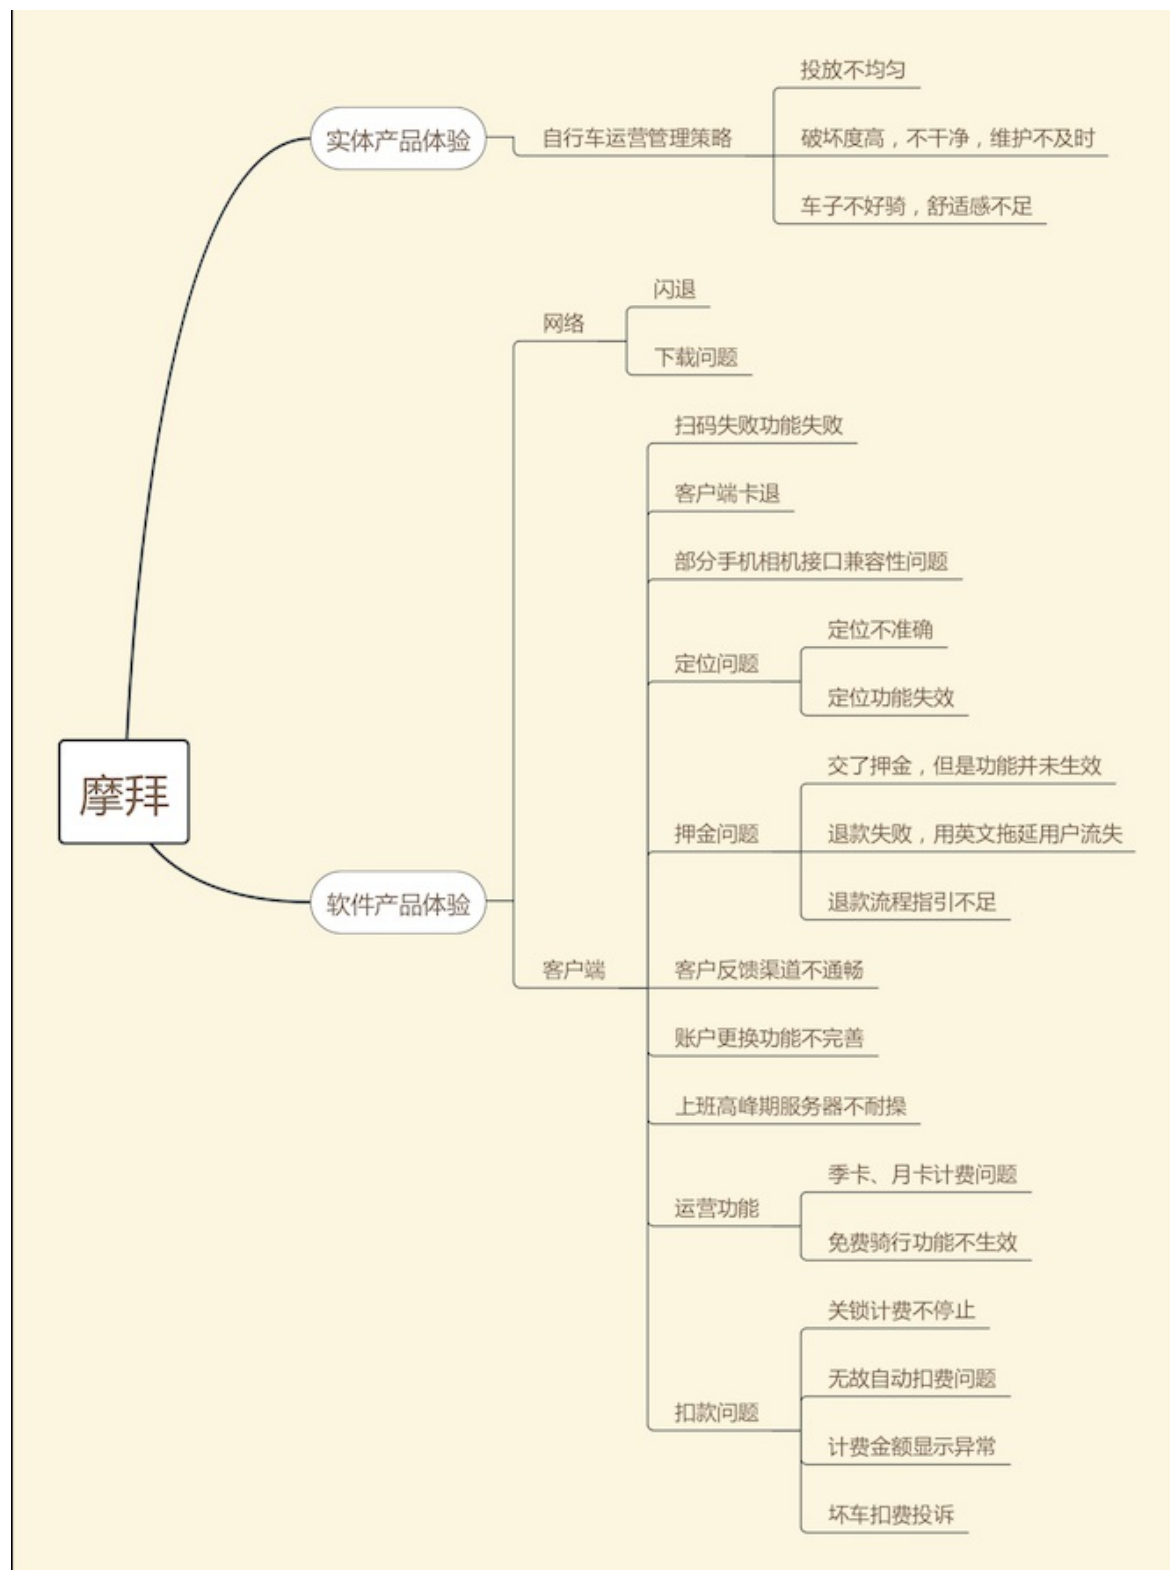 投放不均匀
实体产品体验
自行车运营管理策略
破坏度高，不干净，维护不及时
车子不好骑，舒适感不足
闪退
网络
下载问题
扫码失败功能失败
客户端卡退
部分手机相机接口兼容性问题
定位不准确
定位问题
定位功能失效
交了押金，但是功能并未生效
摩拜
押金问题
退款失败，用英文拖延用户流失
软件产品体验
退款流程指引不足
客户端
客户反馈渠道不通畅
账户更换功能不完善
上班高峰期服务器不耐操
季卡、月卡计费问题
运营功能
免费骑行功能不生效
关锁计费不停止
无故自动扣费问题
扣款问题
计费金额显示异常
坏车扣费投诉